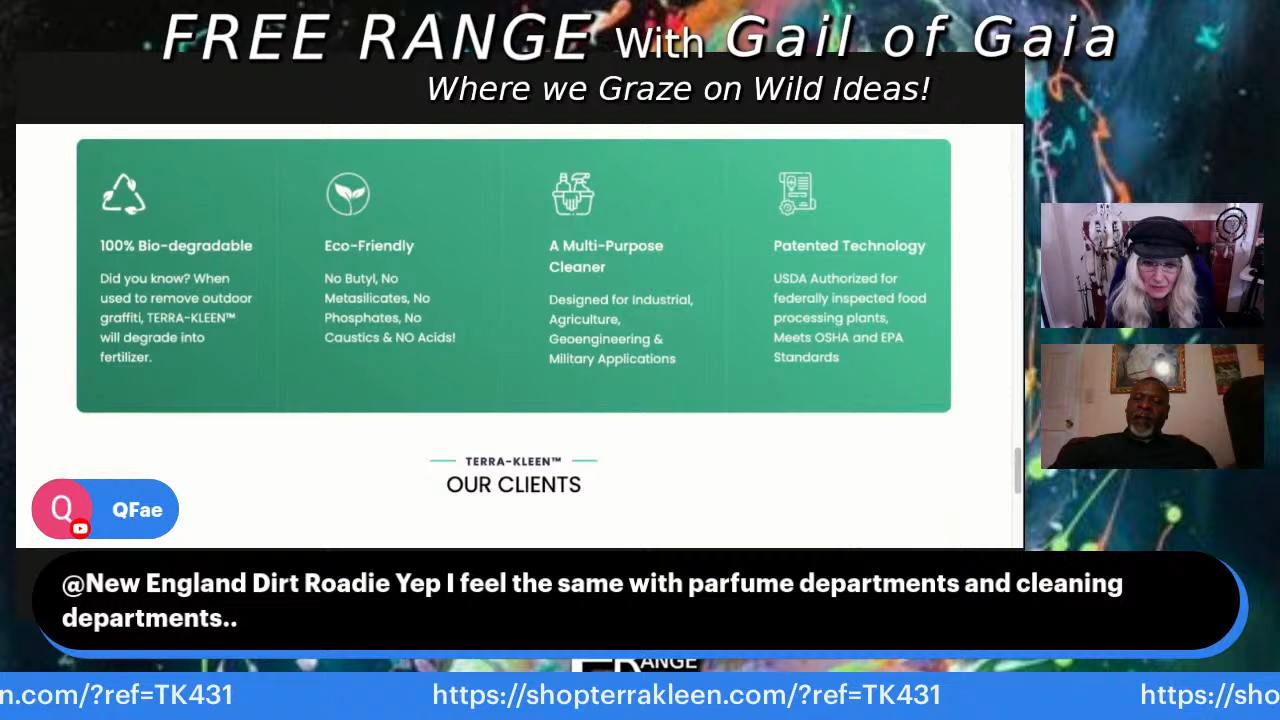 FREE RANGE With Gail of Gaia
Where we Graze on Wild Ideas!
100% Bio-degradable
Did you know? When
used to remove outdoor
graffiti, TERRA-KLEEN™
will degrade into
fertilizer.
Eco-Friendly
No Butyl, No
Metasilicates, No
Phosphates, No
Caustics & NO Acids!
A Multi-Purpose
Cleaner
Designed for Industrial,
Agriculture,
Geoengineering &
Military Applications
Patented Technology
USDA Authorized for
federally inspected food
processing plants,
Meets OSHA and EPA
Standards
TERRA-KLEEN™
OUR CLIENTS
Q
QFae
@New England Dirt Roadie Yep I feel the same with parfume departments and cleaning
departments..
RANGE
n.com/?ref=TK431 https://shopterrakleen.com/?ref=TK431 https://sho